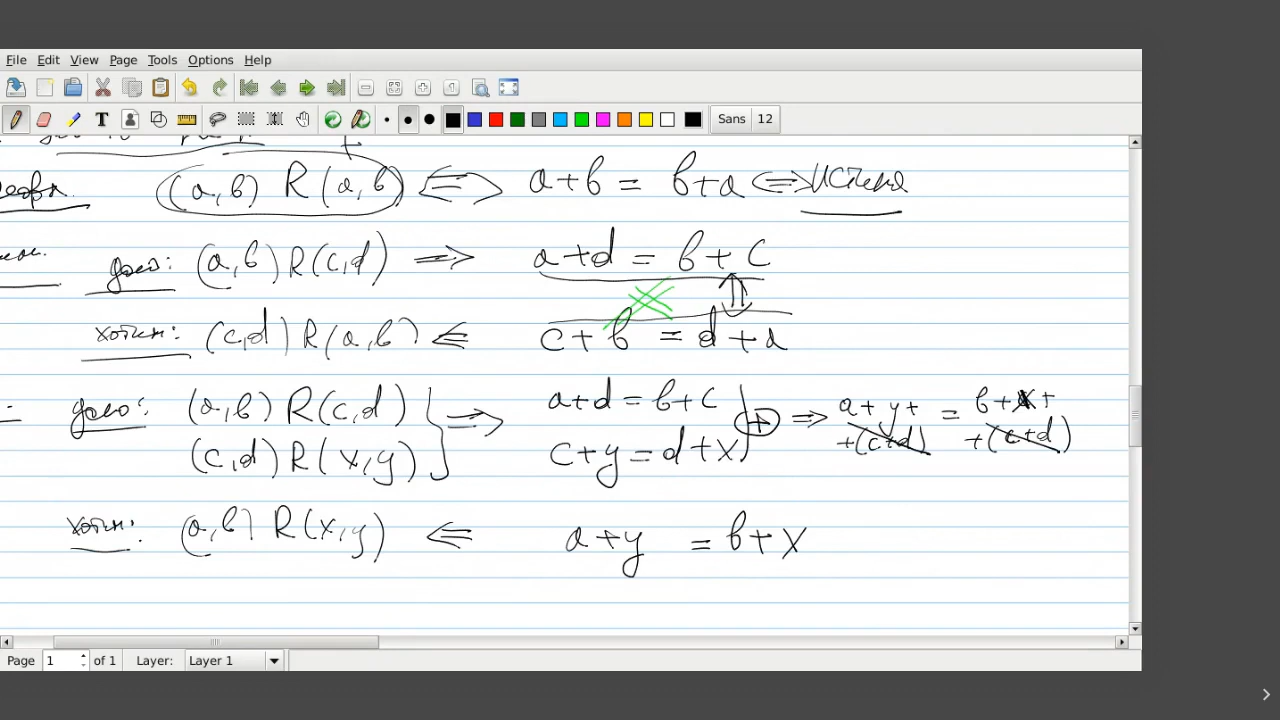 File Edit View Page Tools Options Help
Sans 12
(a,b) R(a,b) ⟺ a+b = b+a ⟺ Истина
дано: (a,b) R(c,d) ⟹ a+d = b+c
хотим: (c,d) R(a,b) ⟸ c+b = d+a
дано: (a,b) R(c,d) ⟹ a+d = b+c + ⟹ a+y+ = b+x+
(c,d) R(x,y) c+y = d+x +(c+d) +(c+d)
хотим: (a,b) R(x,y) ⟸ a+y = b+x
Page 1 of 1 Layer: Layer 1